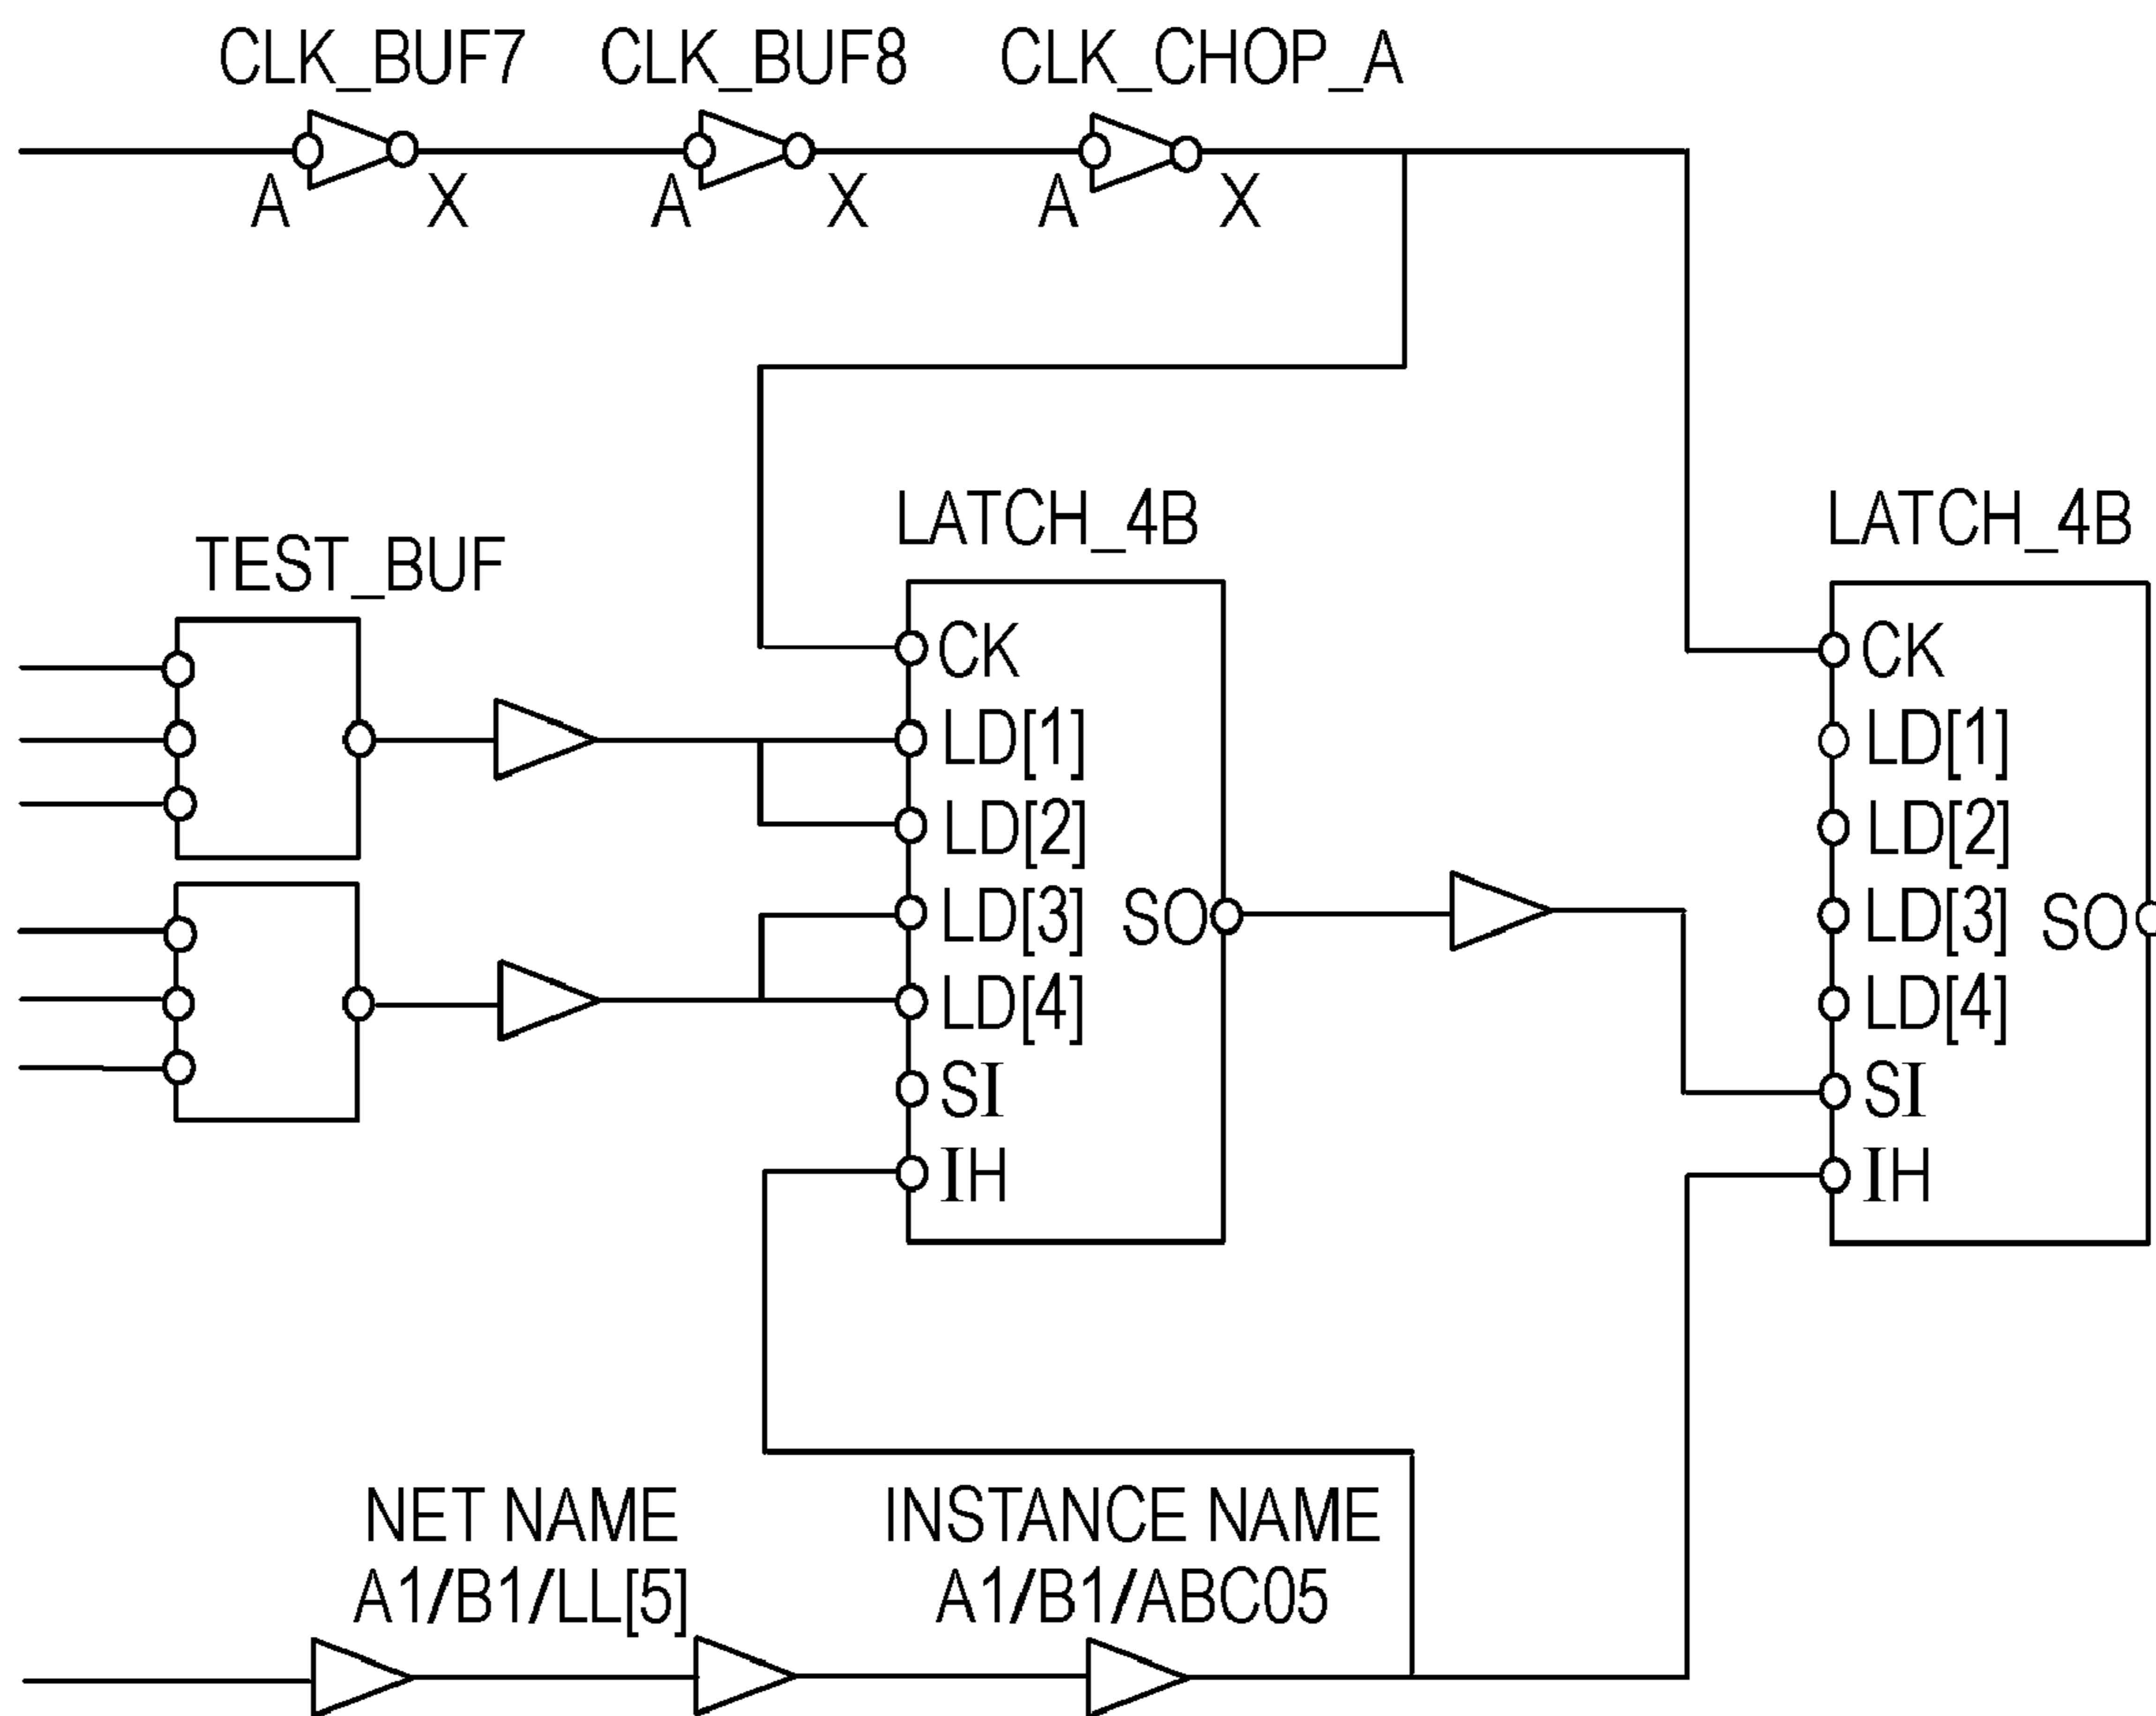 CLK_BUF7 CLK_BUF8 CLK_CHOP_A
A X A X A X
LATCH_4B LATCH_4B
TEST_BUF
CK CK
LD[1] LD[1]
LD[2] LD[2]
LD[3] SO LD[3] SO
LD[4] LD[4]
SI SI
IH IH
NET NAME INSTANCE NAME
A1/B1/LL[5] A1/B1/ABC05